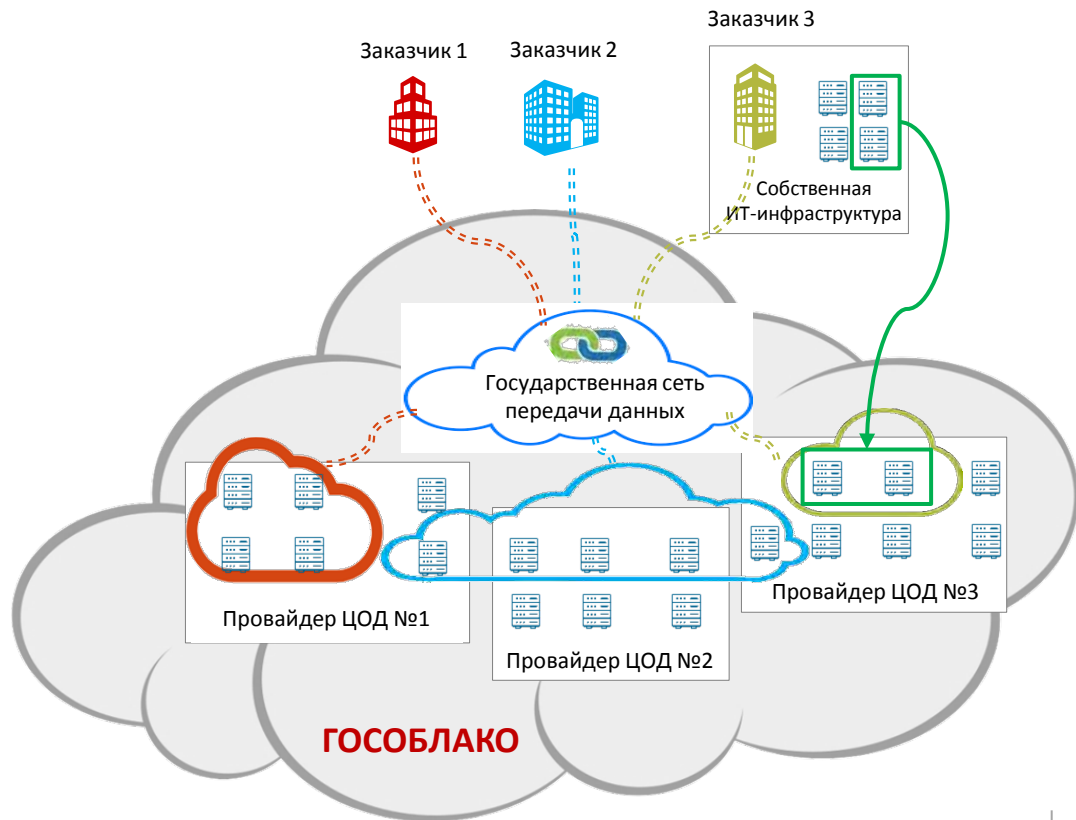 Заказчик 1
Заказчик 2
Заказчик 3
Собственная
ИТ-инфраструктура
Государственная сеть
передачи данных
Провайдер ЦОД №1
Провайдер ЦОД №2
Провайдер ЦОД №3
ГОСОБЛАКО